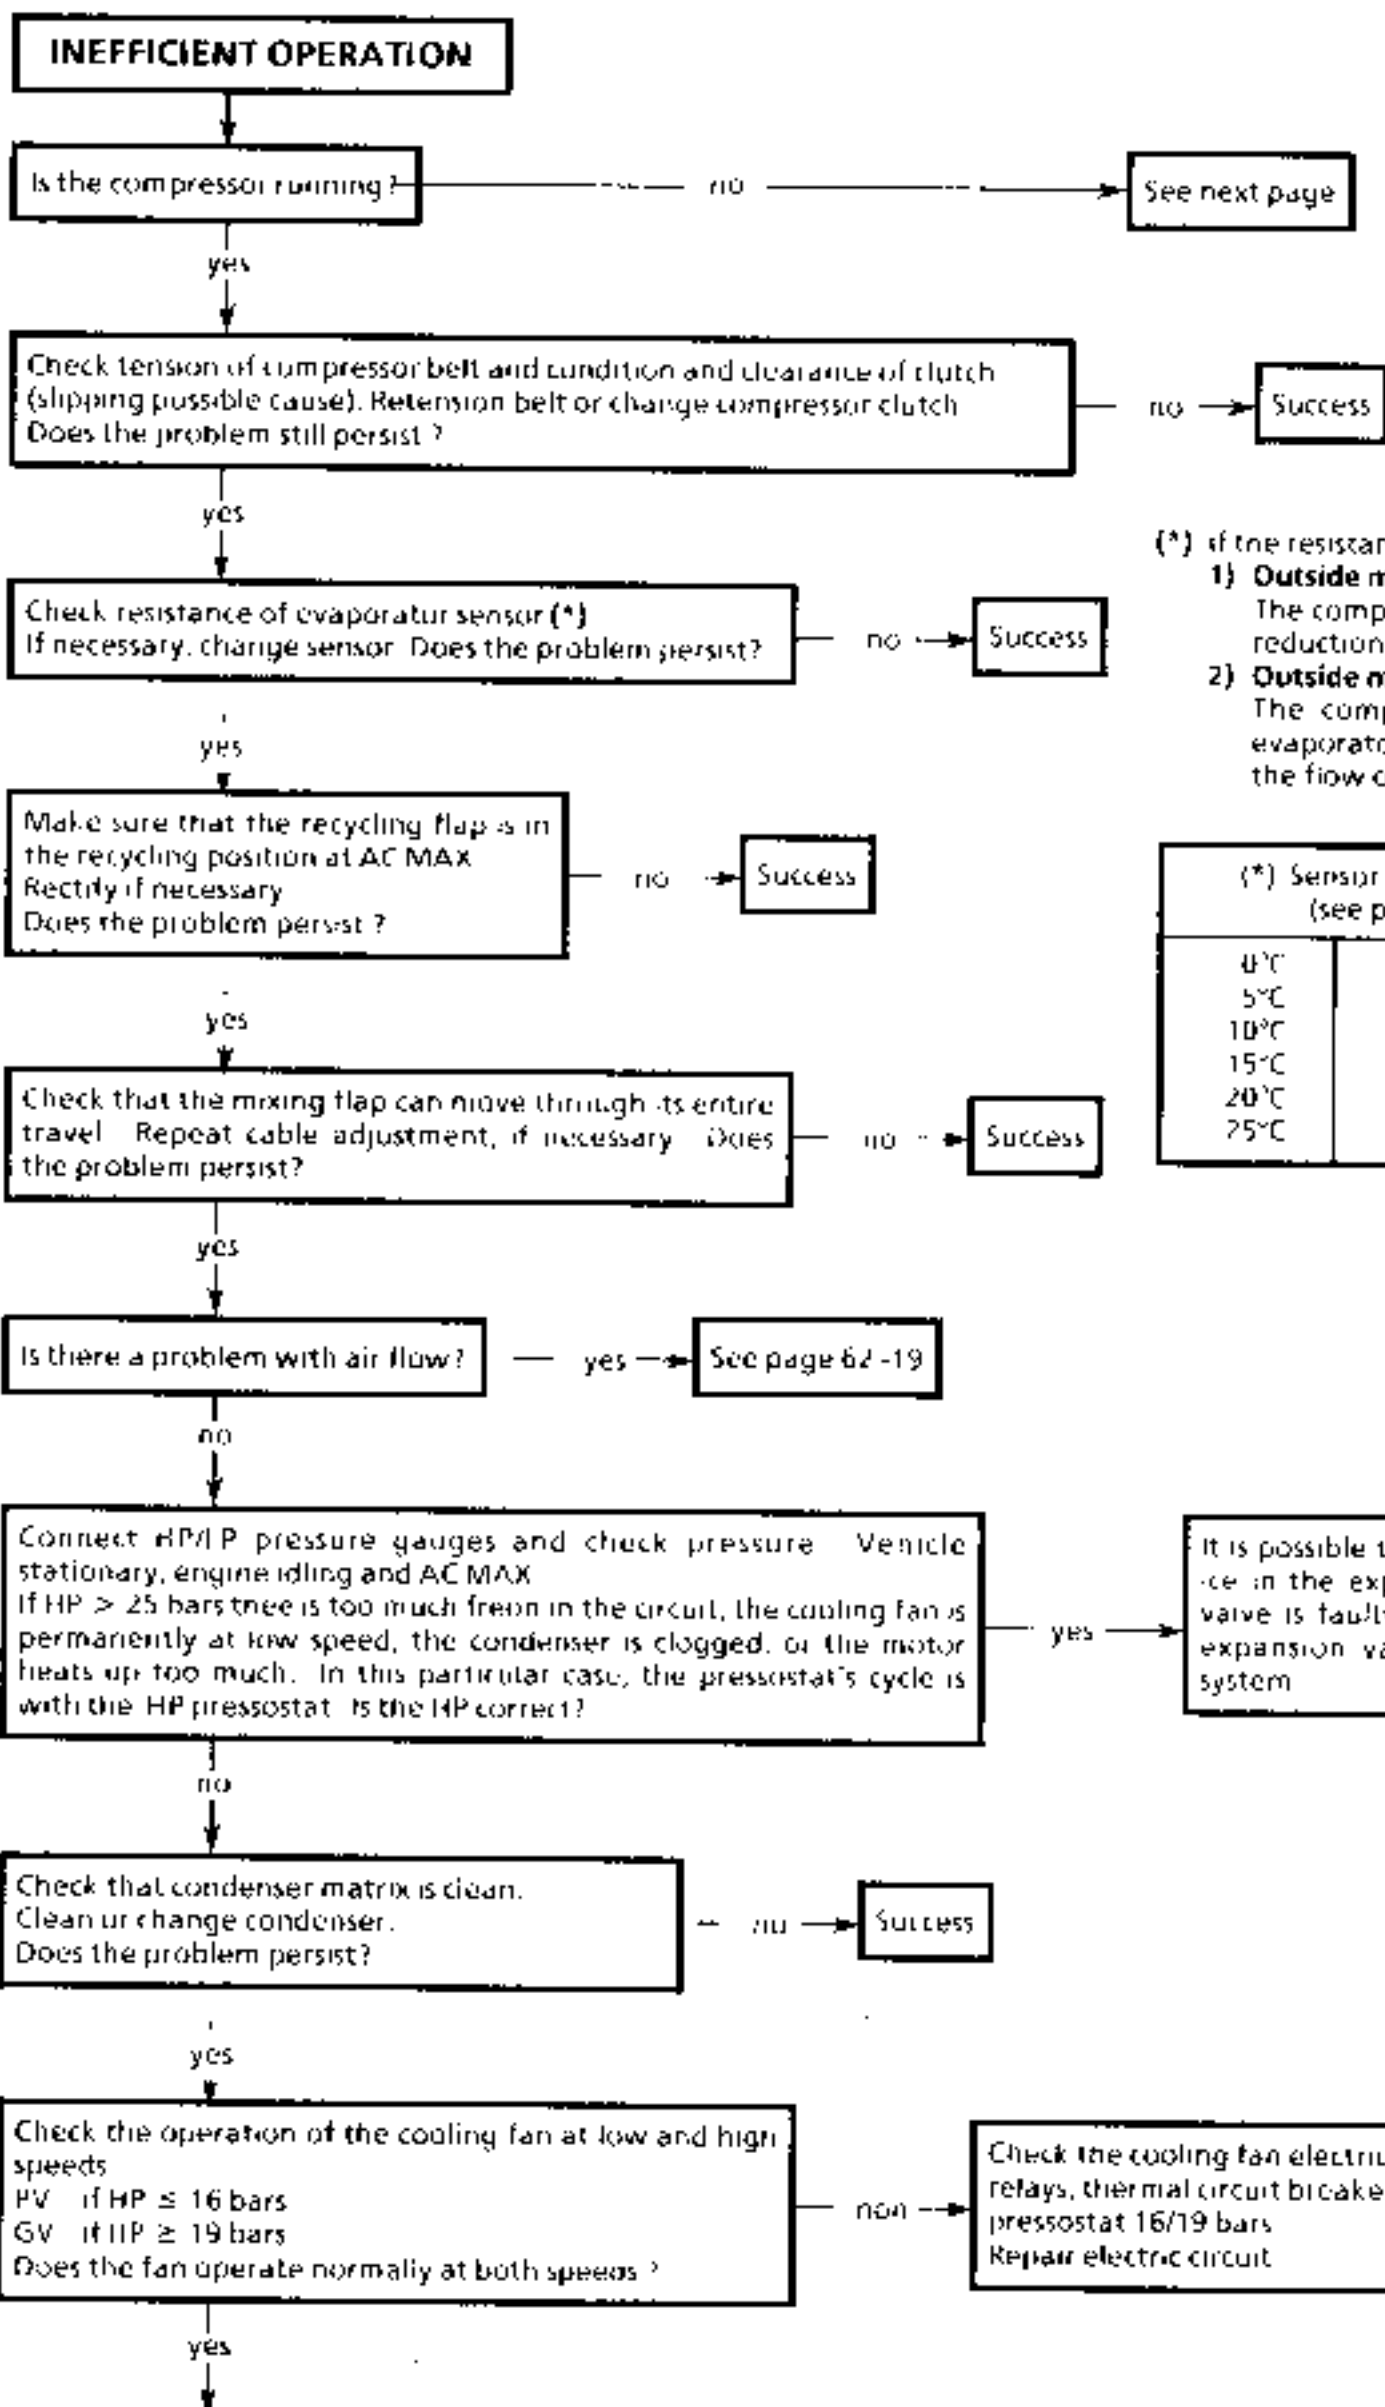 INEFFICIENT OPERATION
Is the compressor running?
no
See next page
yes
Check tension of compressor belt and condition and clearance of clutch
(slipping possible cause). Retension belt or change compressor clutch
Does the problem still persist ?
no
Success
yes
(*) if the resistan
1) Outside m
The comp
reduction
2) Outside m
The comp
evaporato
the flow c
Check resistance of evaporatur sensor (*)
If necessary, change sensor Does the problem persist?
no
Success
yes
Make sure that the recycling flap is in
the recycling position at AC MAX
Rectify if necessary
Does the problem persist ?
no
Success
(*) Sensor
(see p
0°C
5°C
10°C
15°C
20°C
25°C
yes
Check that the mixing flap can move through its entire
travel Repeat cable adjustment, if necessary Does
the problem persist?
no
Success
yes
Is there a problem with air flow?
yes
See page 62-19
no
Connect HP/LP pressure gauges and check pressure Vehicle
stationary, engine idling and AC MAX
If HP > 25 bars thee is too much freon in the circuit, the cooling fan is
permanently at low speed, the condenser is clogged, or the motor
heats up too much. In this particular case, the pressostat's cycle is
with the HP pressostat Is the HP correct?
yes
It is possible t
ice in the exp
valve is fault
expansion va
system
no
Check that condenser matrix is clean.
Clean or change condenser.
Does the problem persist?
no
Success
yes
Check the operation of the cooling fan at low and high
speeds
PV if HP ≤ 16 bars
GV if HP ≥ 19 bars
Does the fan operate normally at both speeds ?
non
Check the cooling fan electric
relays, thermal circuit breake
pressostat 16/19 bars
Repair electric circuit
yes